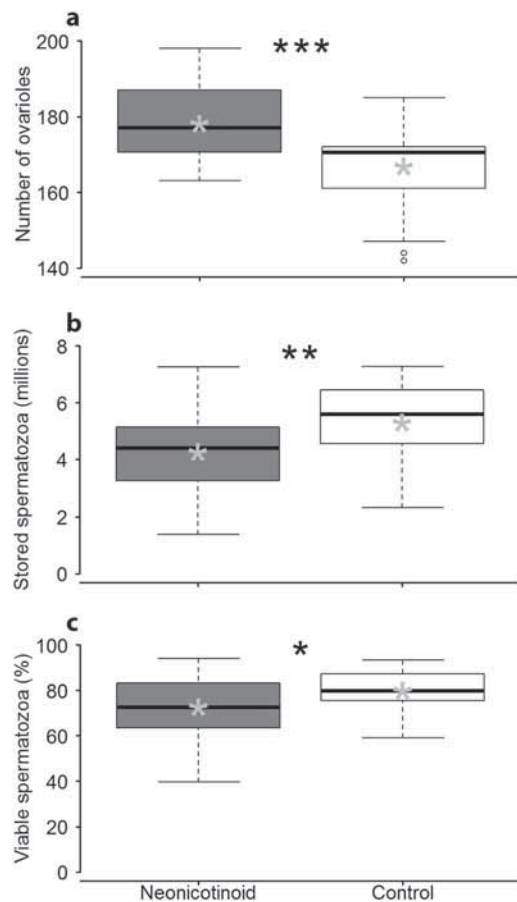 a
***
Number of ovarioles
200
180
160
140
b
**
Stored spermatozoa (millions)
8
6
4
2
0
c
*
Viable spermatozoa (%)
100
80
60
40
20
0
Neonicotinoid
Control